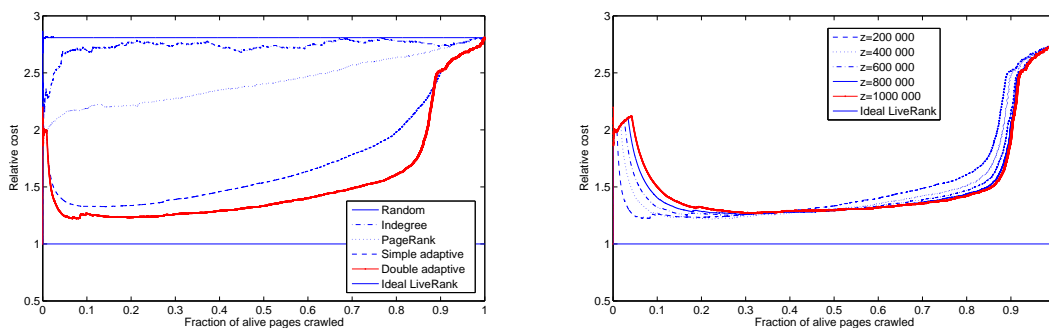 3
2.5
2
1.5
1
0.5
Relative cost
0 0.1 0.2 0.3 0.4 0.5 0.6 0.7 0.8 0.9 1
Fraction of alive pages crawled
Random
Indegree
PageRank
Simple adaptive
Double adaptive
Ideal LiveRank
3
2.5
2
1.5
1
0.5
Relative cost
0 0.1 0.2 0.3 0.4 0.5 0.6 0.7 0.8 0.9
Fraction of alive pages crawled
z=200 000
z=400 000
z=600 000
z=800 000
z=1000 000
Ideal LiveRank